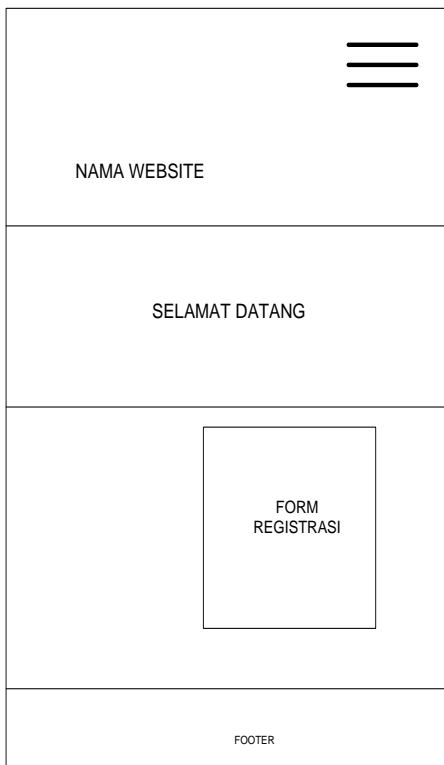 NAMA WEBSITE
SELAMAT DATANG
FORM
REGISTRASI
FOOTER